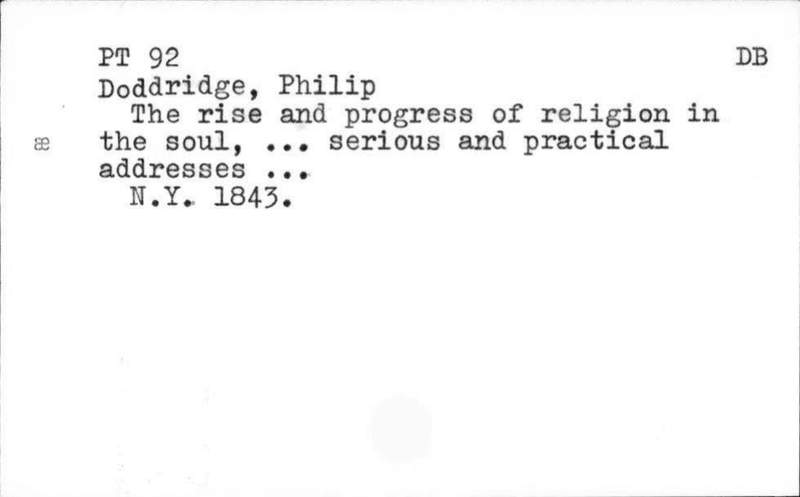 PT 92 DB
Doddridge, Philip
The rise and progress of religion in
æ the soul, ... serious and practical
addresses ...
N.Y. 1843.